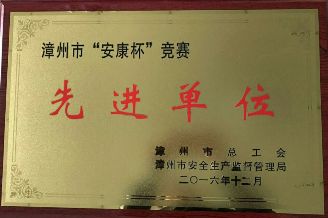 漳州市“安康杯”竞赛
先进单位
漳州市总工会
漳州市安全生产监督管理局
二〇一六年十二月